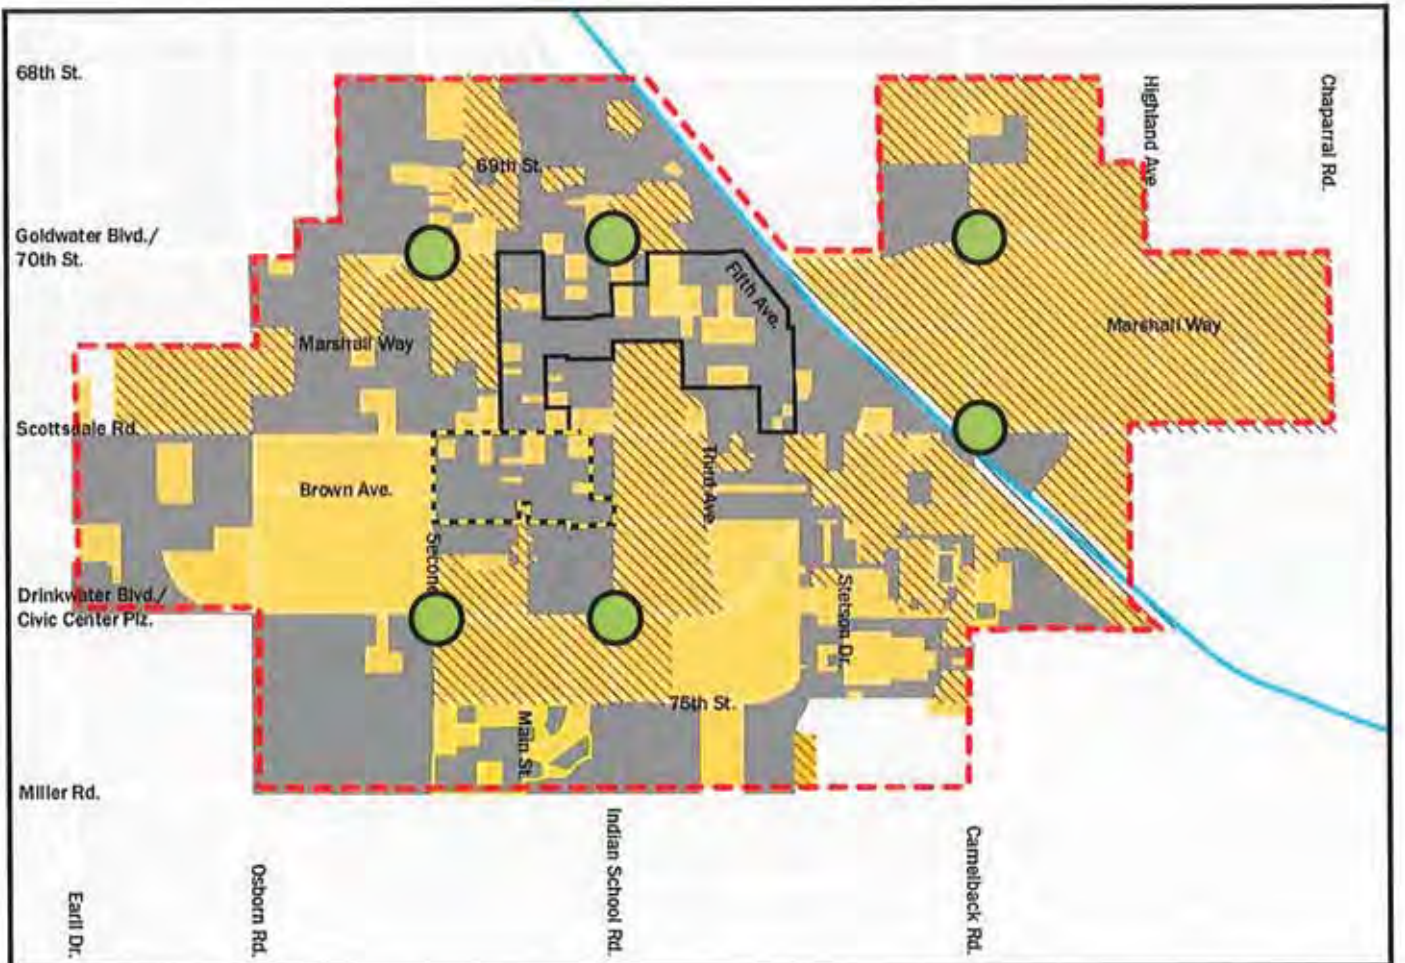 68th St.
Highland Ave.
Chaparral Rd.
69th St.
Goldwater Blvd./
70th St.
Fifth Ave.
Marshall Way
Marshall Way
Scottsdale Rd.
Third Ave.
Brown Ave.
Second
Stetson Dr.
Drinkwater Blvd./
Civic Center Plz.
75th St.
Main St.
Miller Rd.
Indian School Rd.
Camelback Rd.
Osborn Rd.
Earll Dr.